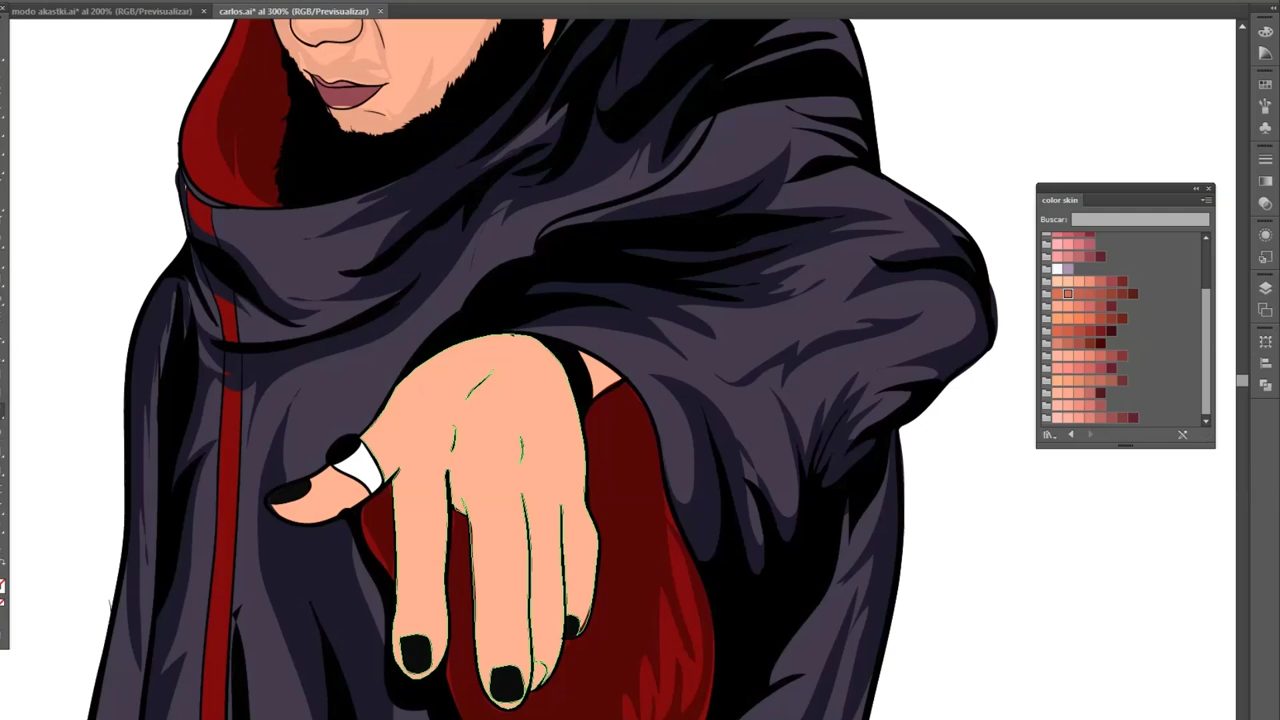 modo akastki.ai* al 200% (RGB/Previsualizar)
carlos.ai* al 300% (RGB/Previsualizar)
color skin
Buscar: